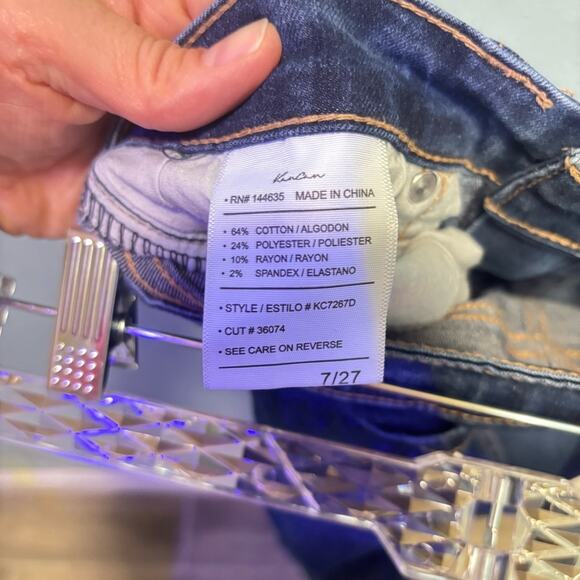 KanCan
• RN# 144635 MADE IN CHINA
• 64% COTTON / ALGODON
• 24% POLYESTER / POLIESTER
• 10% RAYON / RAYON
• 2% SPANDEX / ELASTANO
• STYLE / ESTILO # KC7267D
• CUT # 36074
• SEE CARE ON REVERSE
7/27